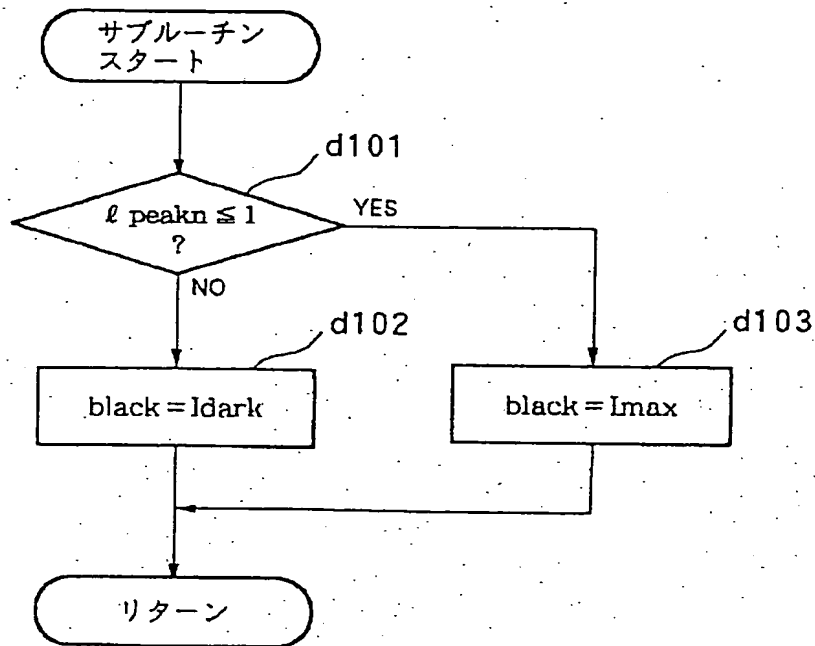 サブルーチン
スタート
d101
ℓ peakn ≦ 1
?
YES
NO
d102
d103
black = Idark
black = Imax
リターン